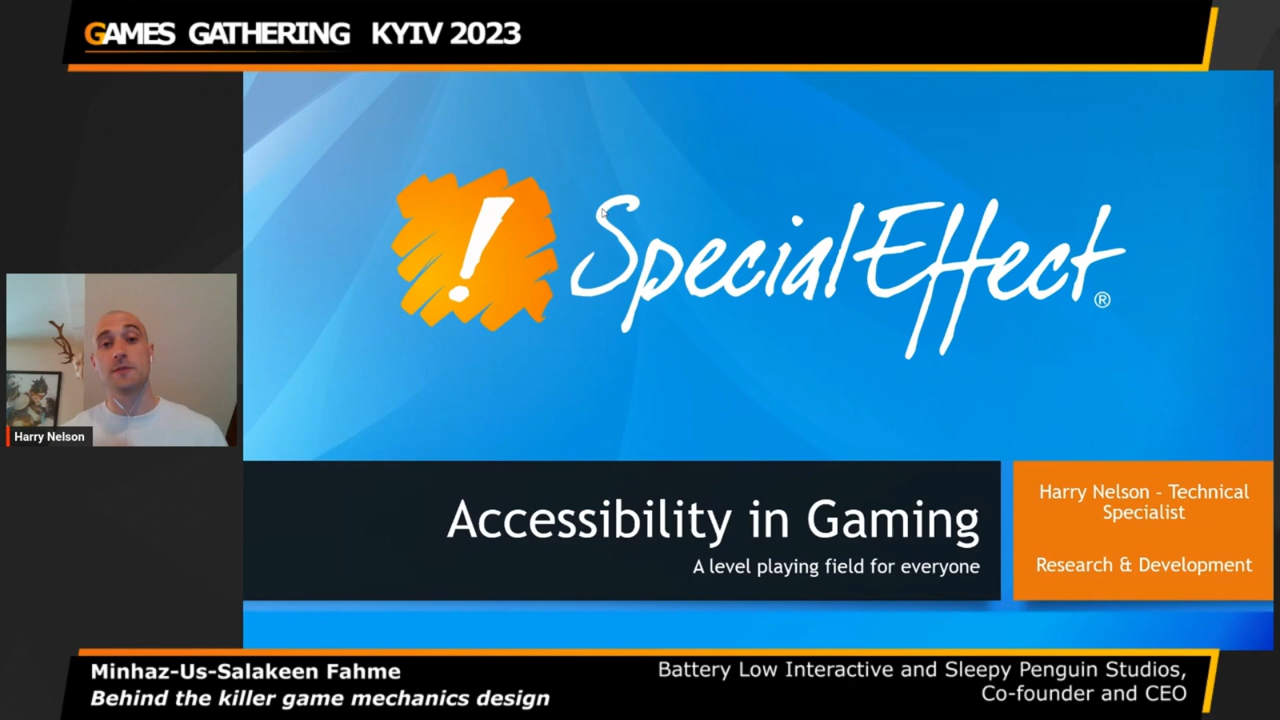 GAMES GATHERING KYIV 2023
! SpecialEffect®
Harry Nelson
Accessibility in Gaming
A level playing field for everyone
Harry Nelson - Technical
Specialist
Research & Development
Minhaz-Us-Salakeen Fahme
Behind the killer game mechanics design
Battery Low Interactive and Sleepy Penguin Studios,
Co-founder and CEO